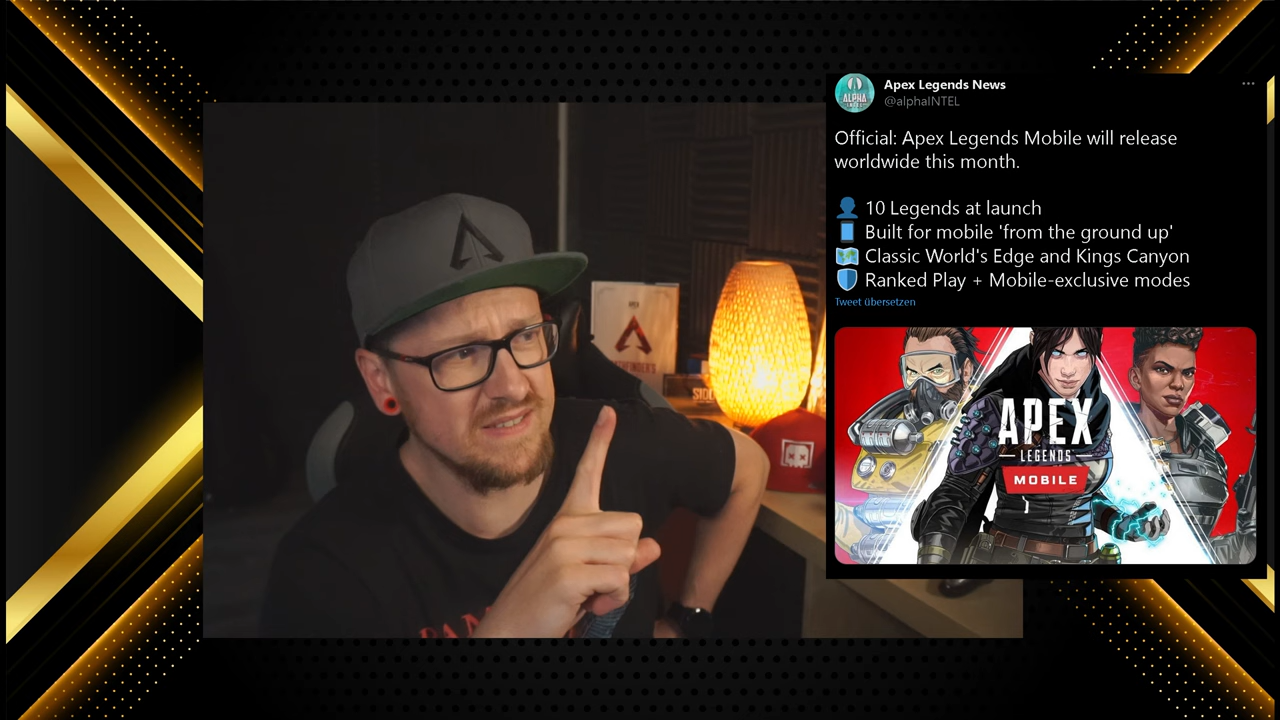 Apex Legends News
@alphaINTEL
Official: Apex Legends Mobile will release
worldwide this month.
10 Legends at launch
Built for mobile 'from the ground up'
Classic World's Edge and Kings Canyon
Ranked Play + Mobile-exclusive modes
Tweet übersetzen
ALPHA
APEX
LEGENDS
MOBILE